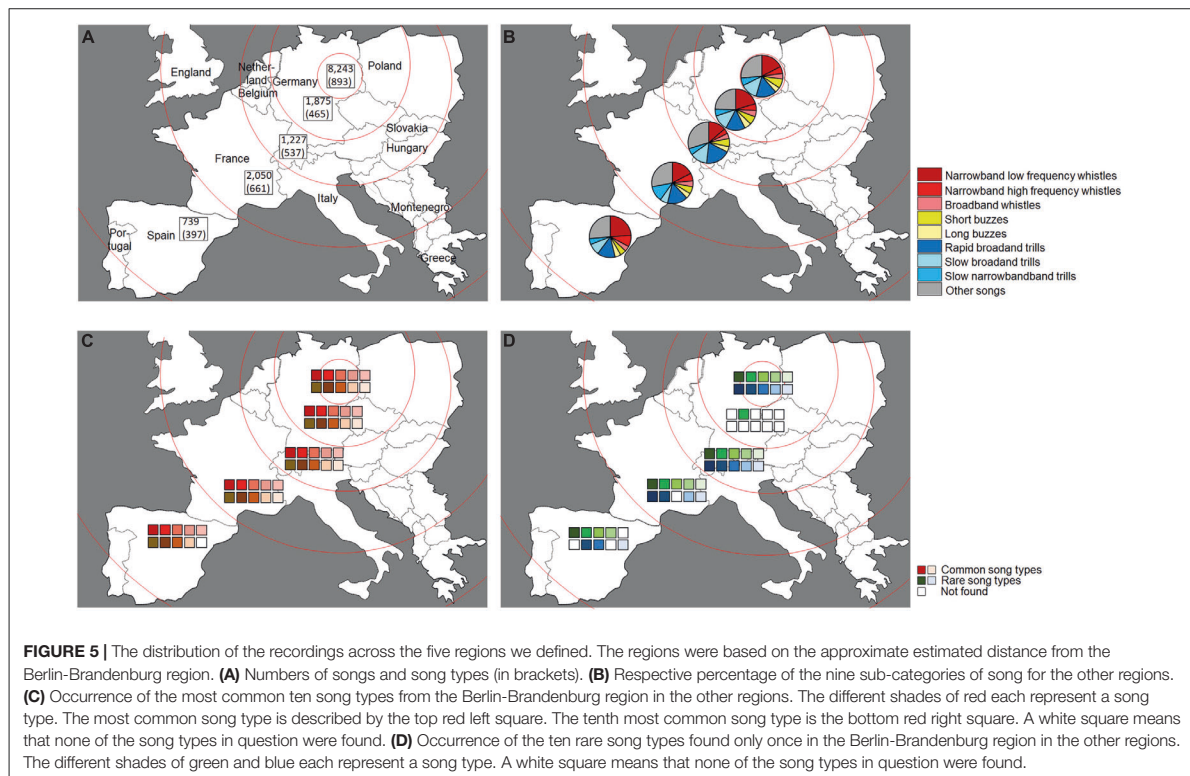 A
England
Nether-
land
Belgium
Germany
Poland
8,243
(893)
1,875
(465)
Slovakia
Hungary
1,227
(537)
France
2,050
(661)
Italy
Montenegro
739
(397)
Por-
tugal
Spain
Greece
B
Narrowband low frequency whistles
Narrowband high frequency whistles
Broadband whistles
Short buzzes
Long buzzes
Rapid broadand trills
Slow broadand trills
Slow narrowbandband trills
Other songs
C
D
Common song types
Rare song types
Not found
FIGURE 5 | The distribution of the recordings across the five regions we defined. The regions were based on the approximate estimated distance from the
Berlin-Brandenburg region. (A) Numbers of songs and song types (in brackets). (B) Respective percentage of the nine sub-categories of song for the other regions.
(C) Occurrence of the most common ten song types from the Berlin-Brandenburg region in the other regions. The different shades of red each represent a song
type. The most common song type is described by the top red left square. The tenth most common song type is the bottom red right square. A white square means
that none of the song types in question were found. (D) Occurrence of the ten rare song types found only once in the Berlin-Brandenburg region in the other regions.
The different shades of green and blue each represent a song type. A white square means that none of the song types in question were found.